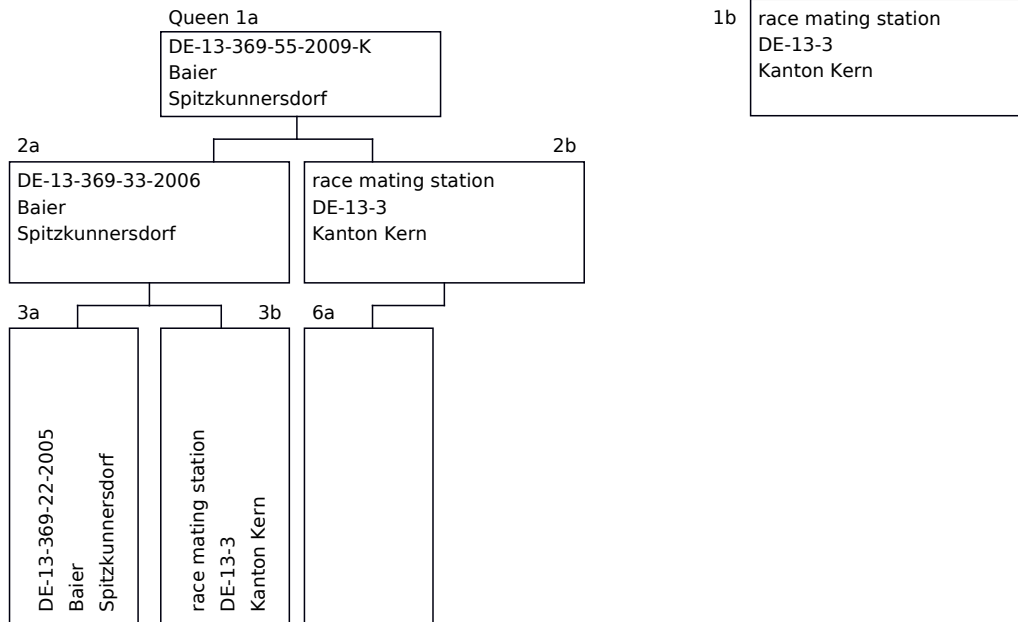 Queen 1a
DE-13-369-55-2009-K
Baier
Spitzkunnersdorf
1b
race mating station
DE-13-3
Kanton Kern
2a
DE-13-369-33-2006
Baier
Spitzkunnersdorf
2b
race mating station
DE-13-3
Kanton Kern
3a
DE-13-369-22-2005
Baier
Spitzkunnersdorf
3b
race mating station
DE-13-3
Kanton Kern
6a